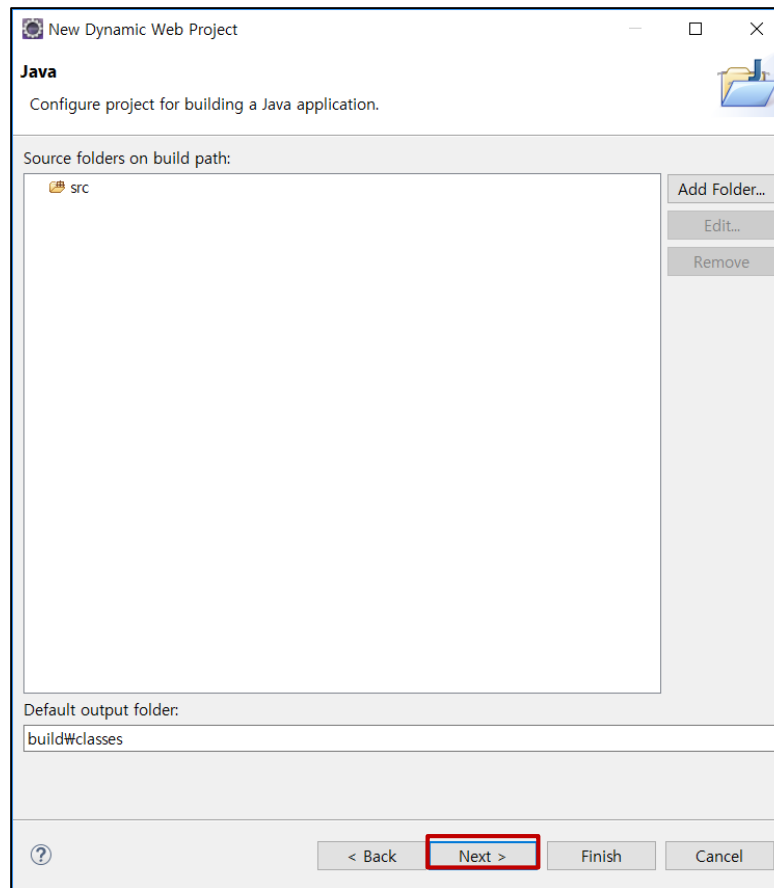 New Dynamic Web Project
Java
Configure project for building a Java application.
Source folders on build path:
src
Add Folder...
Edit...
Remove
Default output folder:
build₩classes
?
< Back
Next >
Finish
Cancel